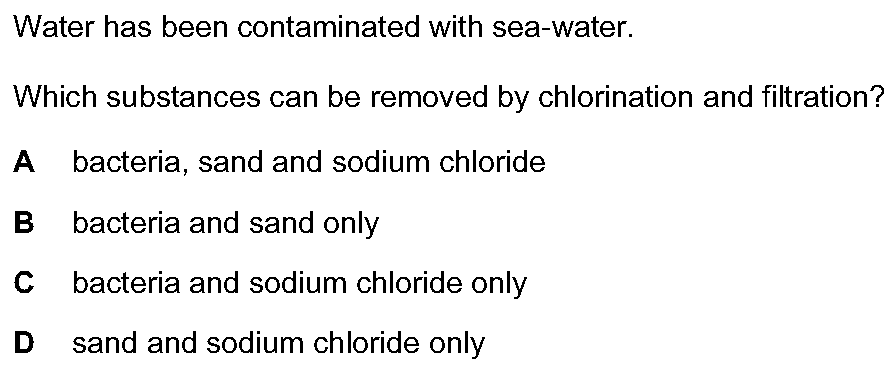 Water has been contaminated with sea-water.
Which substances can be removed by chlorination and filtration?
A bacteria, sand and sodium chloride
B bacteria and sand only
C bacteria and sodium chloride only
D sand and sodium chloride only